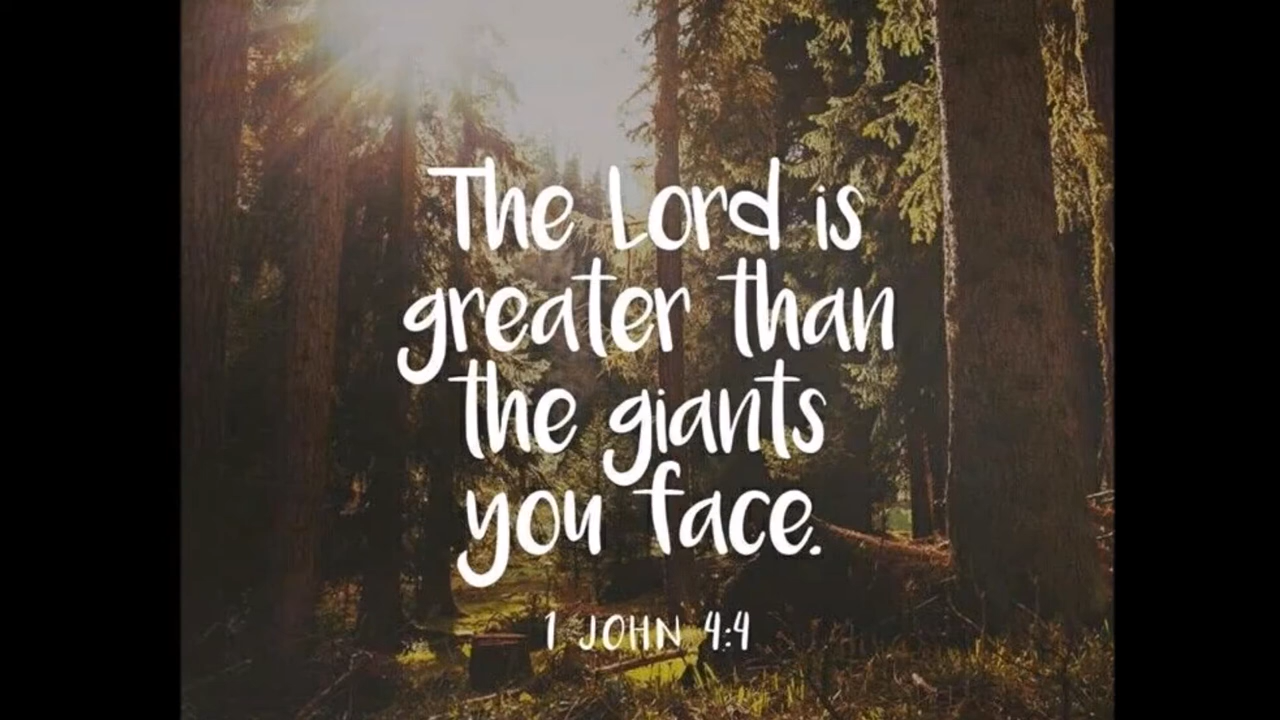 The Lord is
greater than
the giants
you face.
1 JOHN 4:4